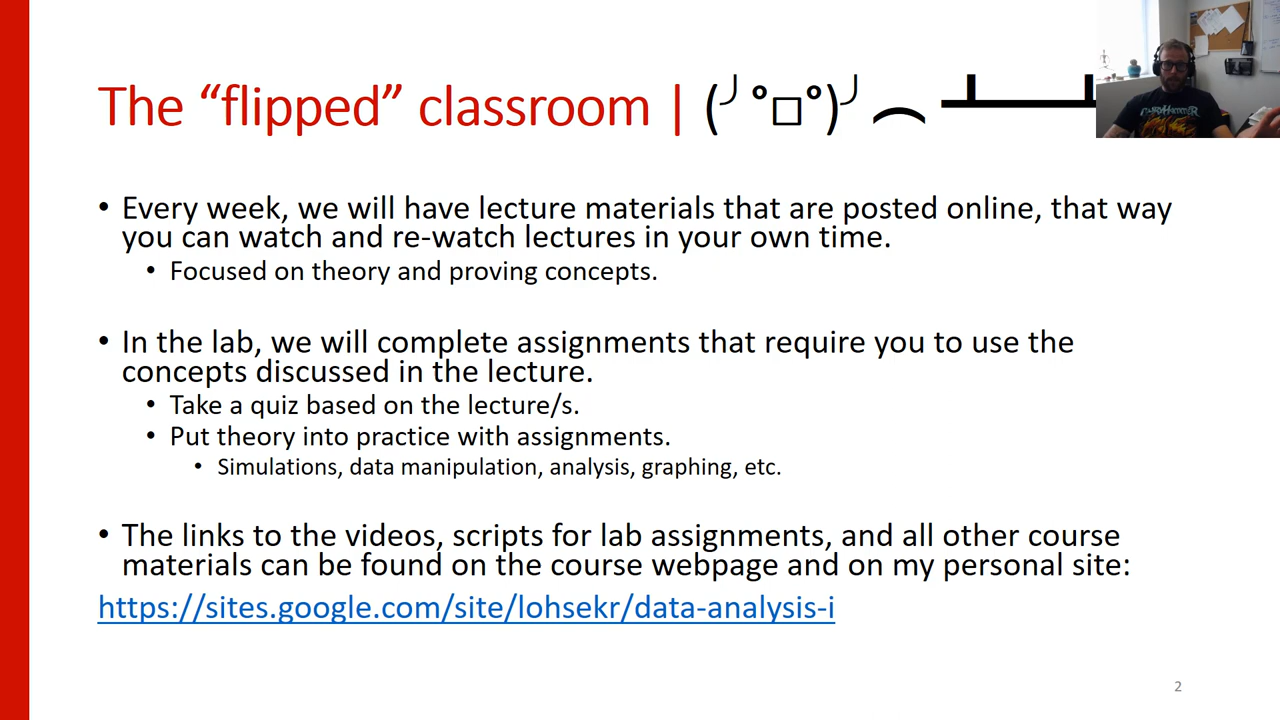 The “flipped” classroom | (╯°□°)╯︵ ┻━┻
• Every week, we will have lecture materials that are posted online, that way
you can watch and re-watch lectures in your own time.
• Focused on theory and proving concepts.
• In the lab, we will complete assignments that require you to use the
concepts discussed in the lecture.
• Take a quiz based on the lecture/s.
• Put theory into practice with assignments.
• Simulations, data manipulation, analysis, graphing, etc.
• The links to the videos, scripts for lab assignments, and all other course
materials can be found on the course webpage and on my personal site:
https://sites.google.com/site/lohsekr/data-analysis-i
2